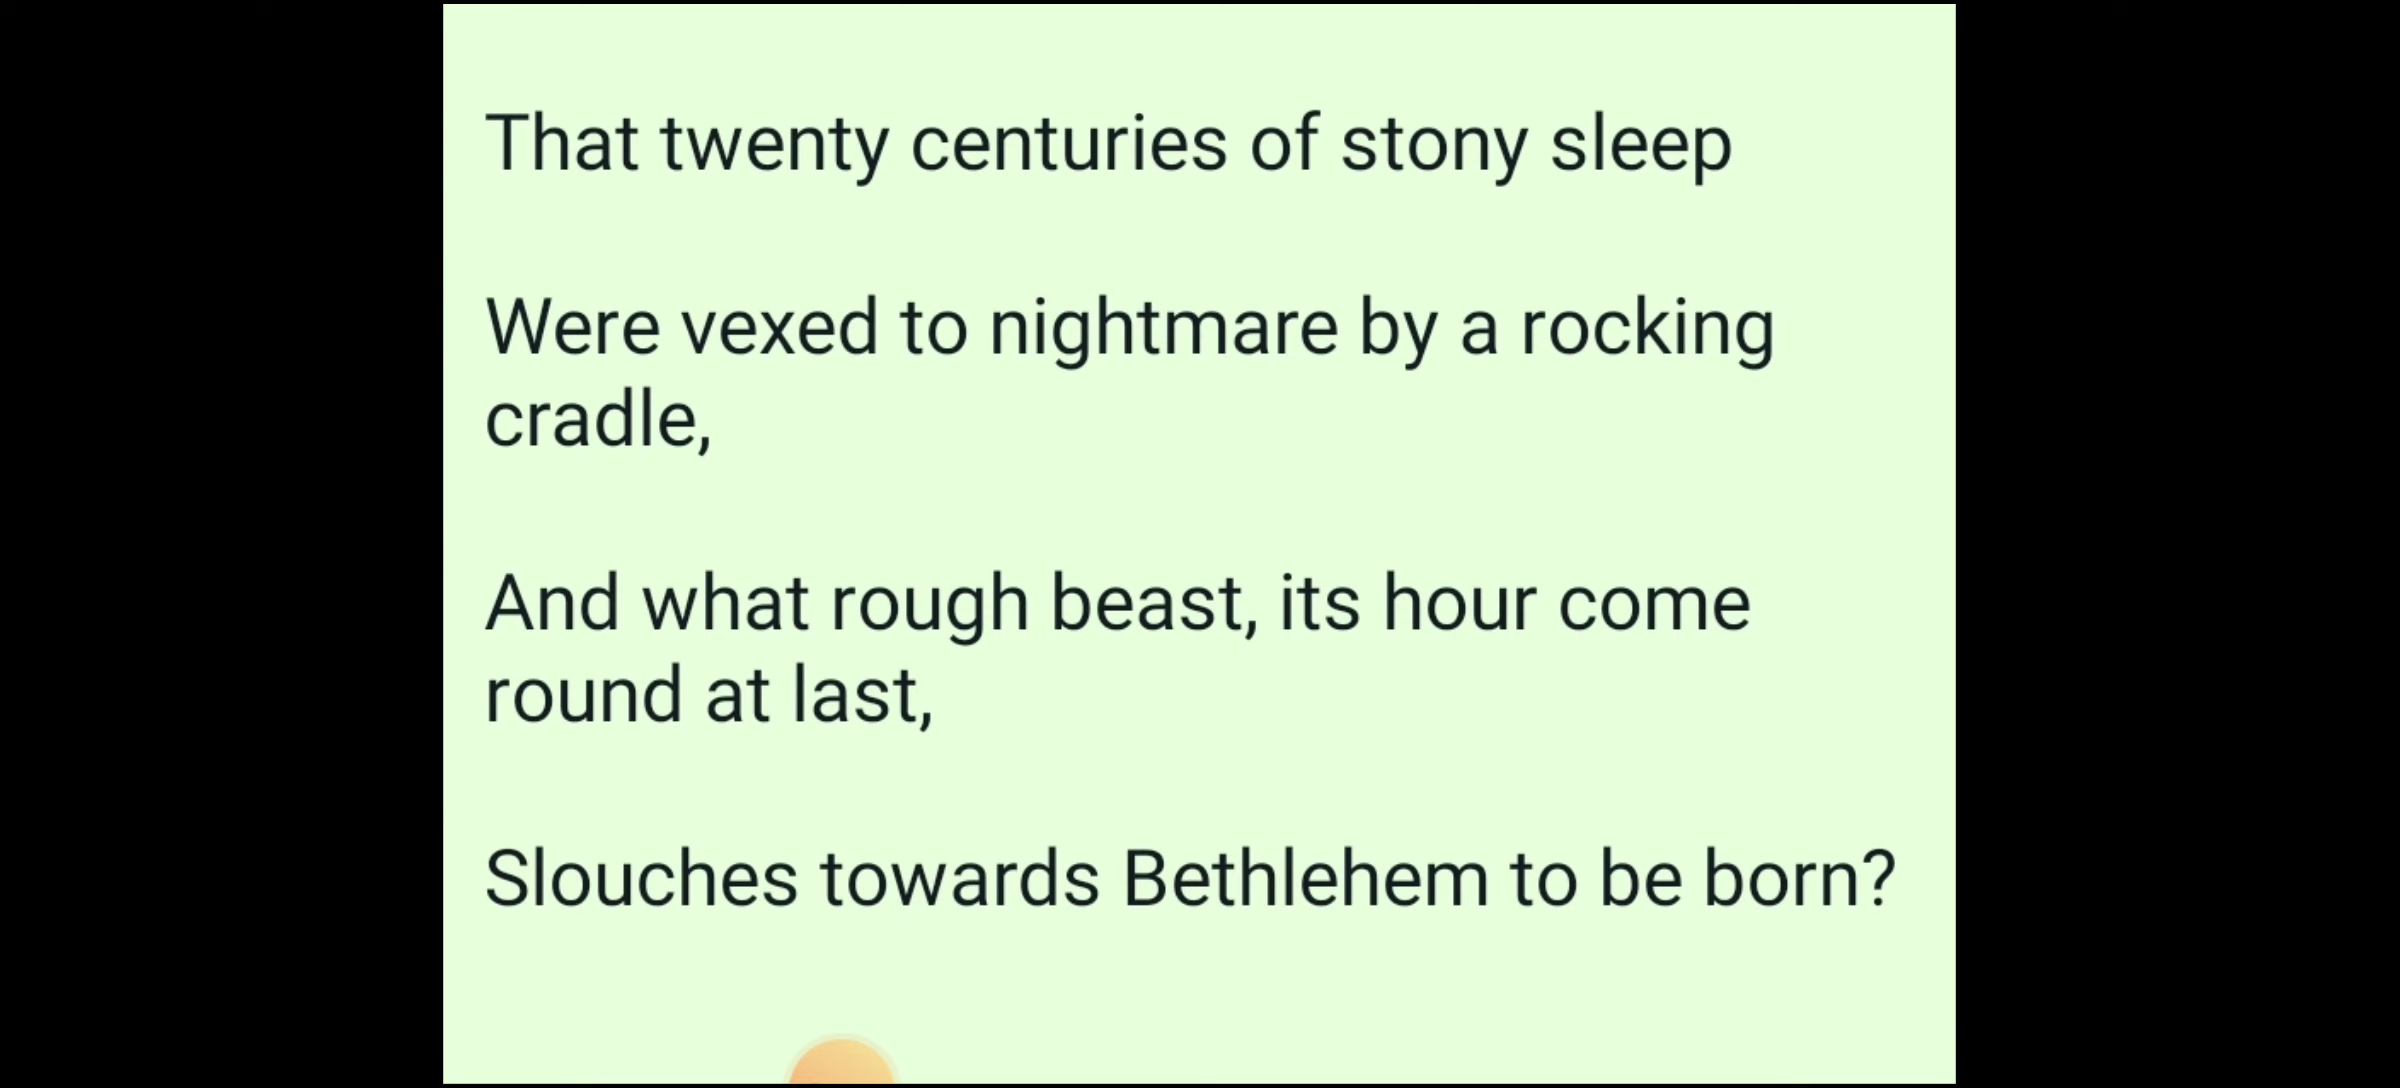 That twenty centuries of stony sleep
Were vexed to nightmare by a rocking
cradle,
And what rough beast, its hour come
round at last,
Slouches towards Bethlehem to be born?